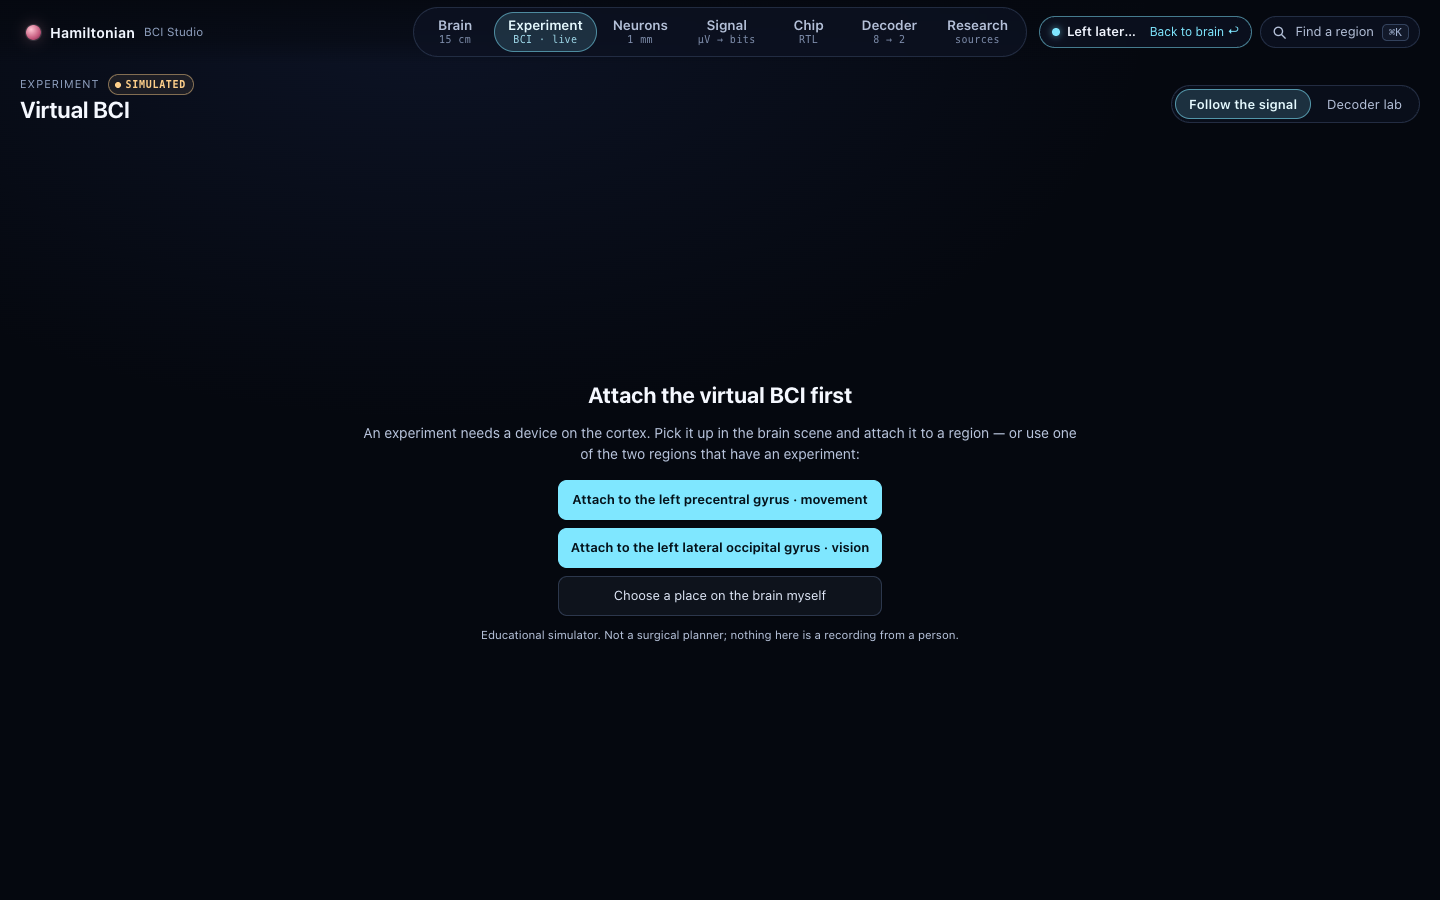 Hamiltonian BCI Studio
Brain
15 cm
Experiment
BCI · live
Neurons
1 mm
Signal
μV → bits
Chip
RTL
Decoder
8 → 2
Research
sources
Left later... Back to brain ↩
Find a region ⌘K
EXPERIMENT SIMULATED
Virtual BCI
Follow the signal Decoder lab
Attach the virtual BCI first
An experiment needs a device on the cortex. Pick it up in the brain scene and attach it to a region — or use one
of the two regions that have an experiment:
Attach to the left precentral gyrus · movement
Attach to the left lateral occipital gyrus · vision
Choose a place on the brain myself
Educational simulator. Not a surgical planner; nothing here is a recording from a person.